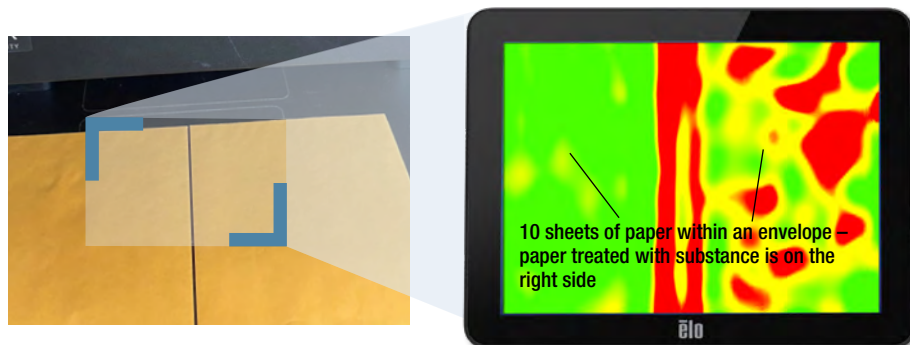 10 sheets of paper within an envelope –
paper treated with substance is on the
right side
ēlo